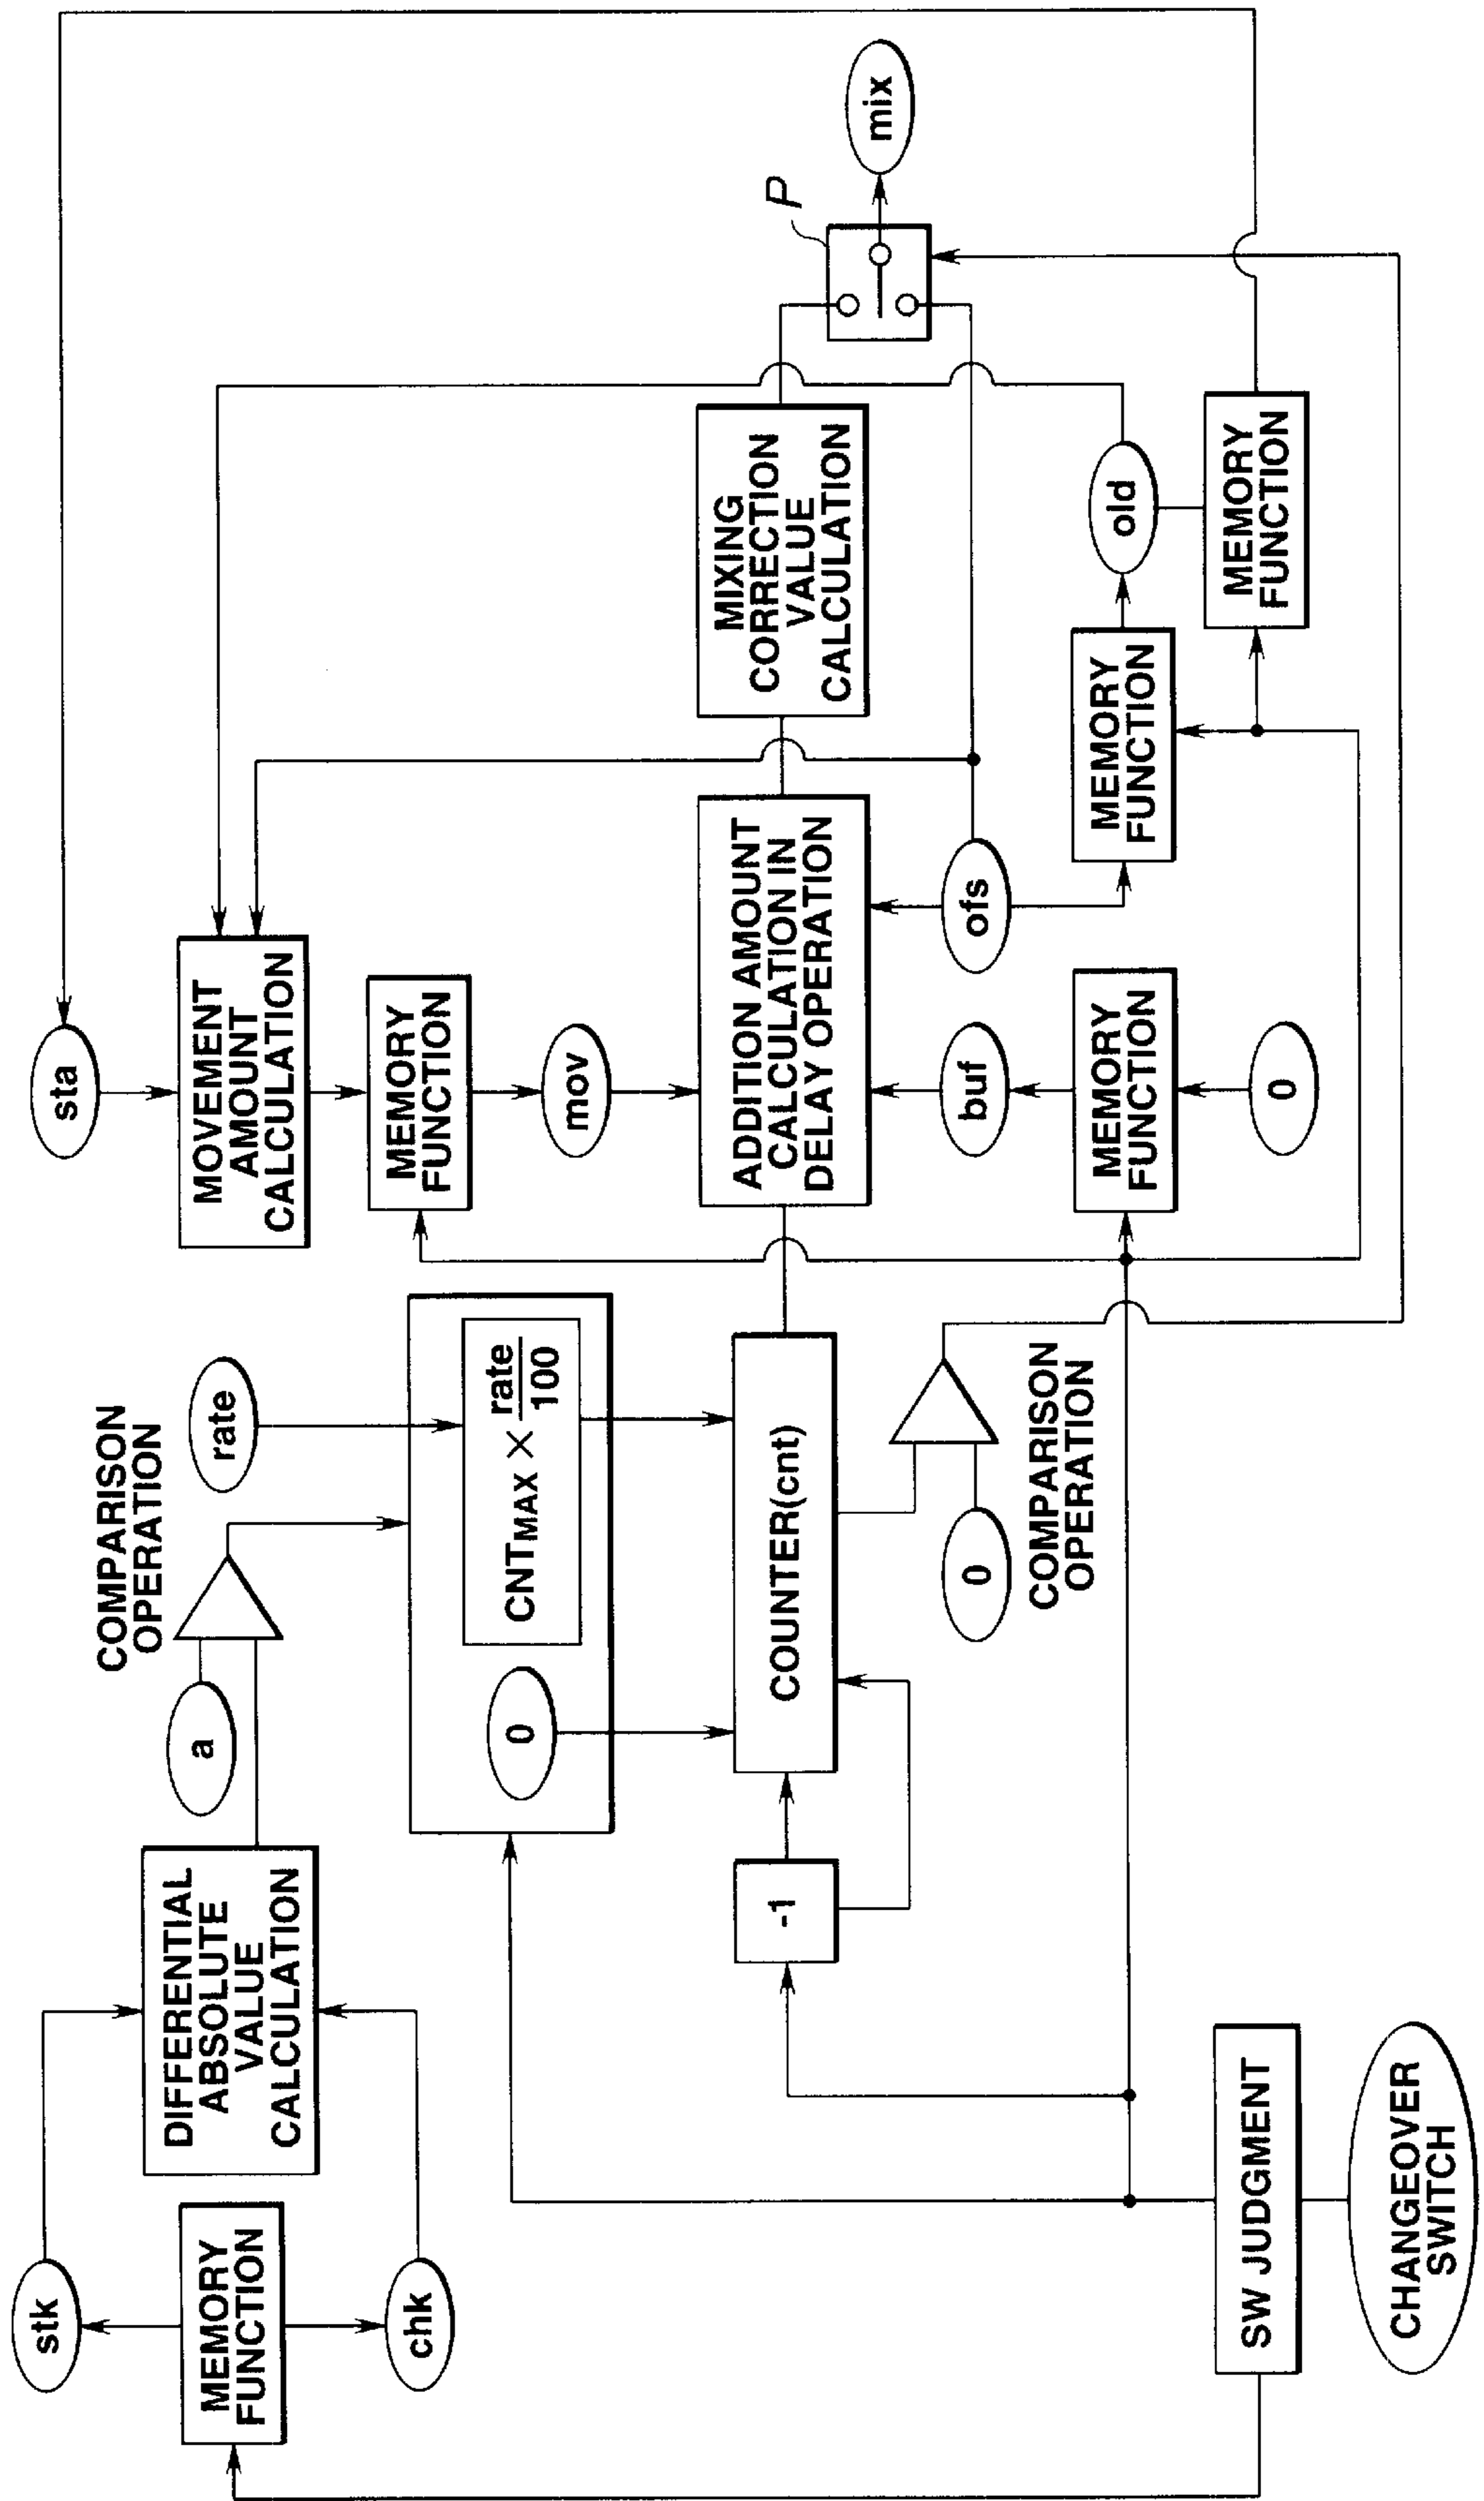 stk
MEMORY
FUNCTION
chk
DIFFERENTIAL
ABSOLUTE
VALUE
CALCULATION
a
COMPARISON
OPERATION
rate
0
CNTMAX × rate
100
-1
COUNTER(cnt)
0
COMPARISON
OPERATION
SW JUDGMENT
CHANGEOVER
SWITCH
sta
MOVEMENT
AMOUNT
CALCULATION
MEMORY
FUNCTION
mov
ADDITION AMOUNT
CALCULATION IN
DELAY OPERATION
buf
MEMORY
FUNCTION
0
ofs
MEMORY
FUNCTION
old
MEMORY
FUNCTION
MIXING
CORRECTION
VALUE
CALCULATION
P
mix